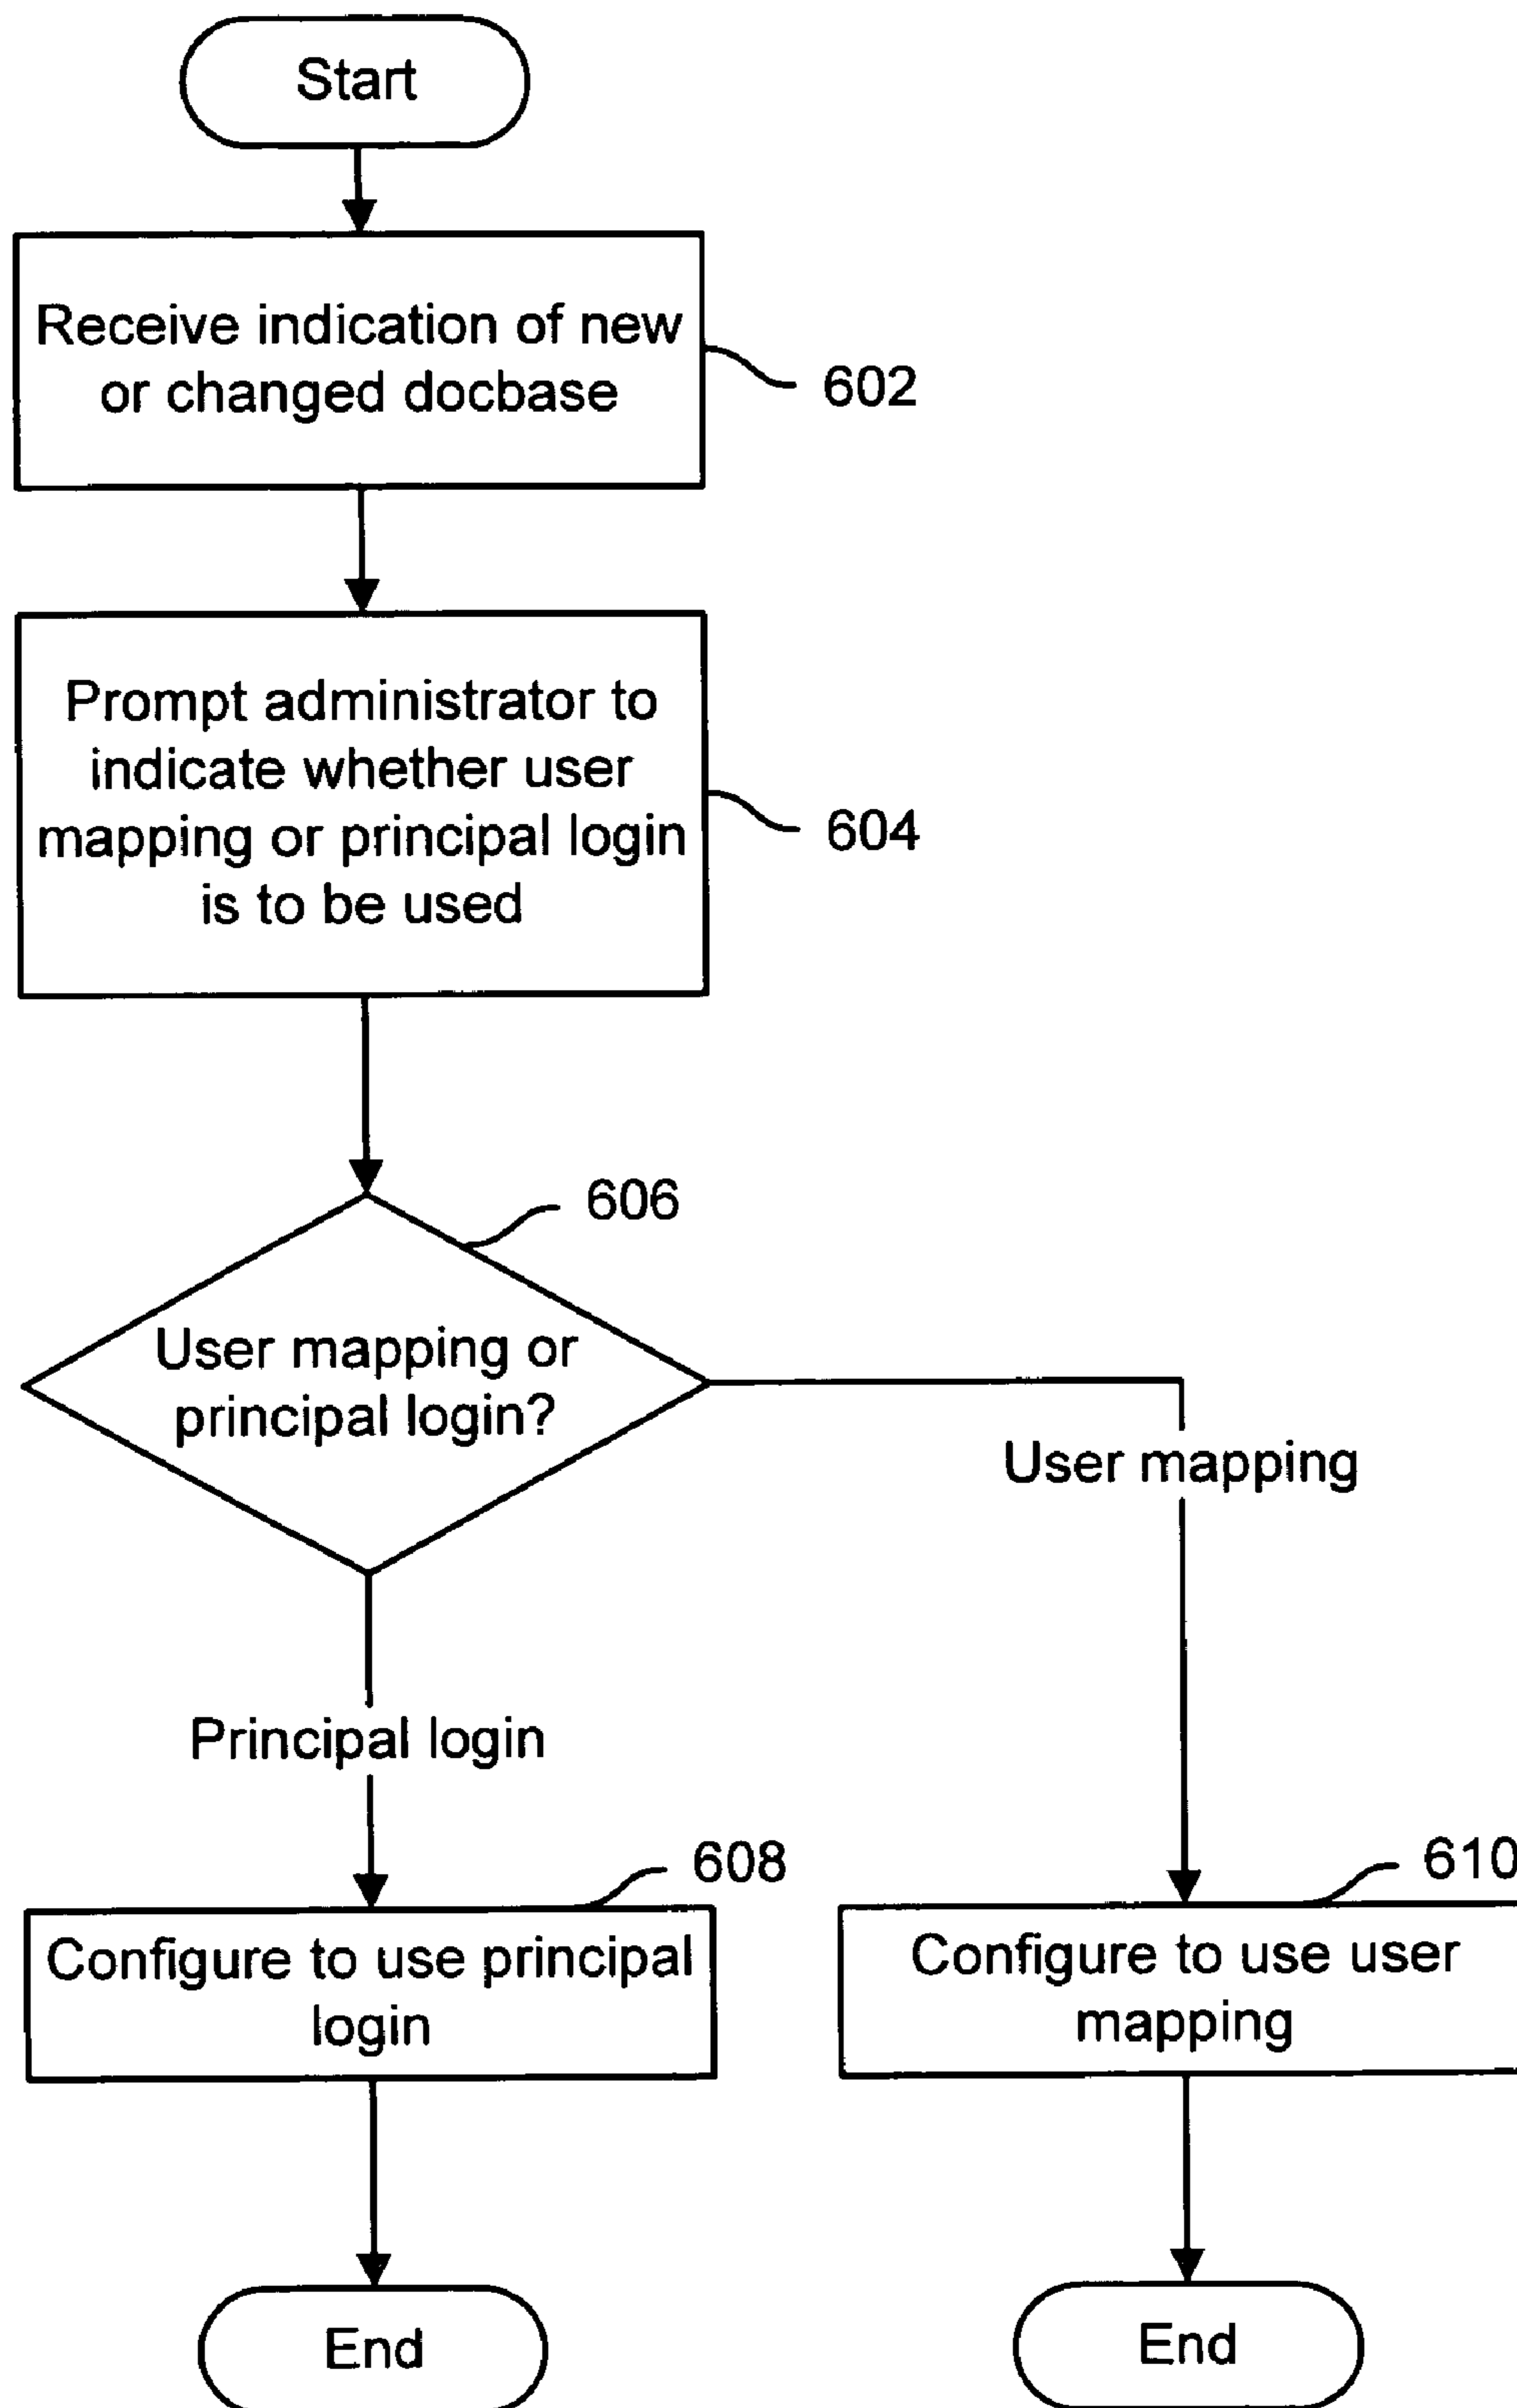 Start
Receive indication of new
or changed docbase
602
Prompt administrator to
indicate whether user
mapping or principal login
is to be used
604
606
User mapping or
principal login?
User mapping
Principal login
608
Configure to use principal
login
610
Configure to use user
mapping
End
End